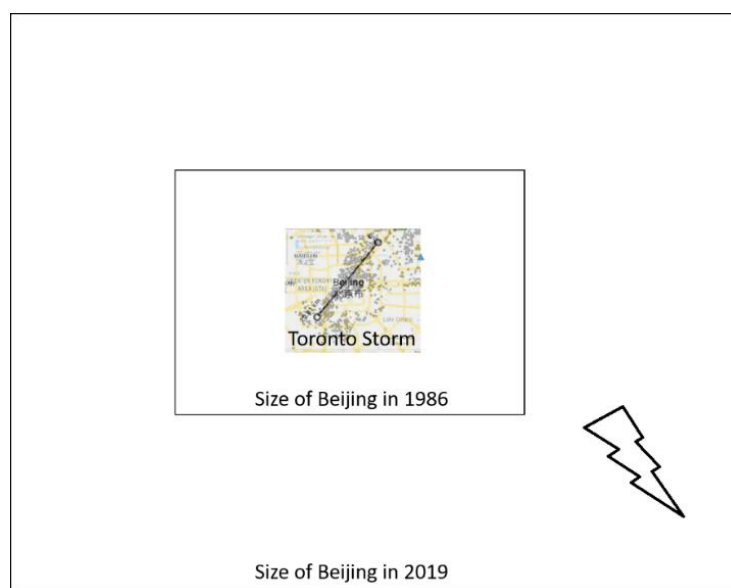 Beijing
Toronto Storm
Size of Beijing in 1986
Size of Beijing in 2019